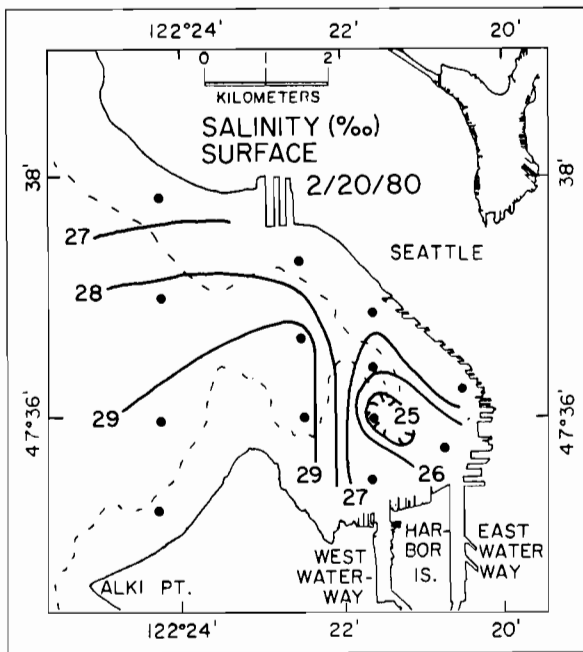 122°24' 22' 20'
0 1 2
KILOMETERS
SALINITY (‰)
SURFACE
2/20/80
38' 38'
SEATTLE
27
28
29
25
47°36' 36'
26
29 27
WEST
WATER-
WAY
HAR-
BOR
IS.
EAST
WATER
WAY
ALKI PT.
122°24' 22' 20'